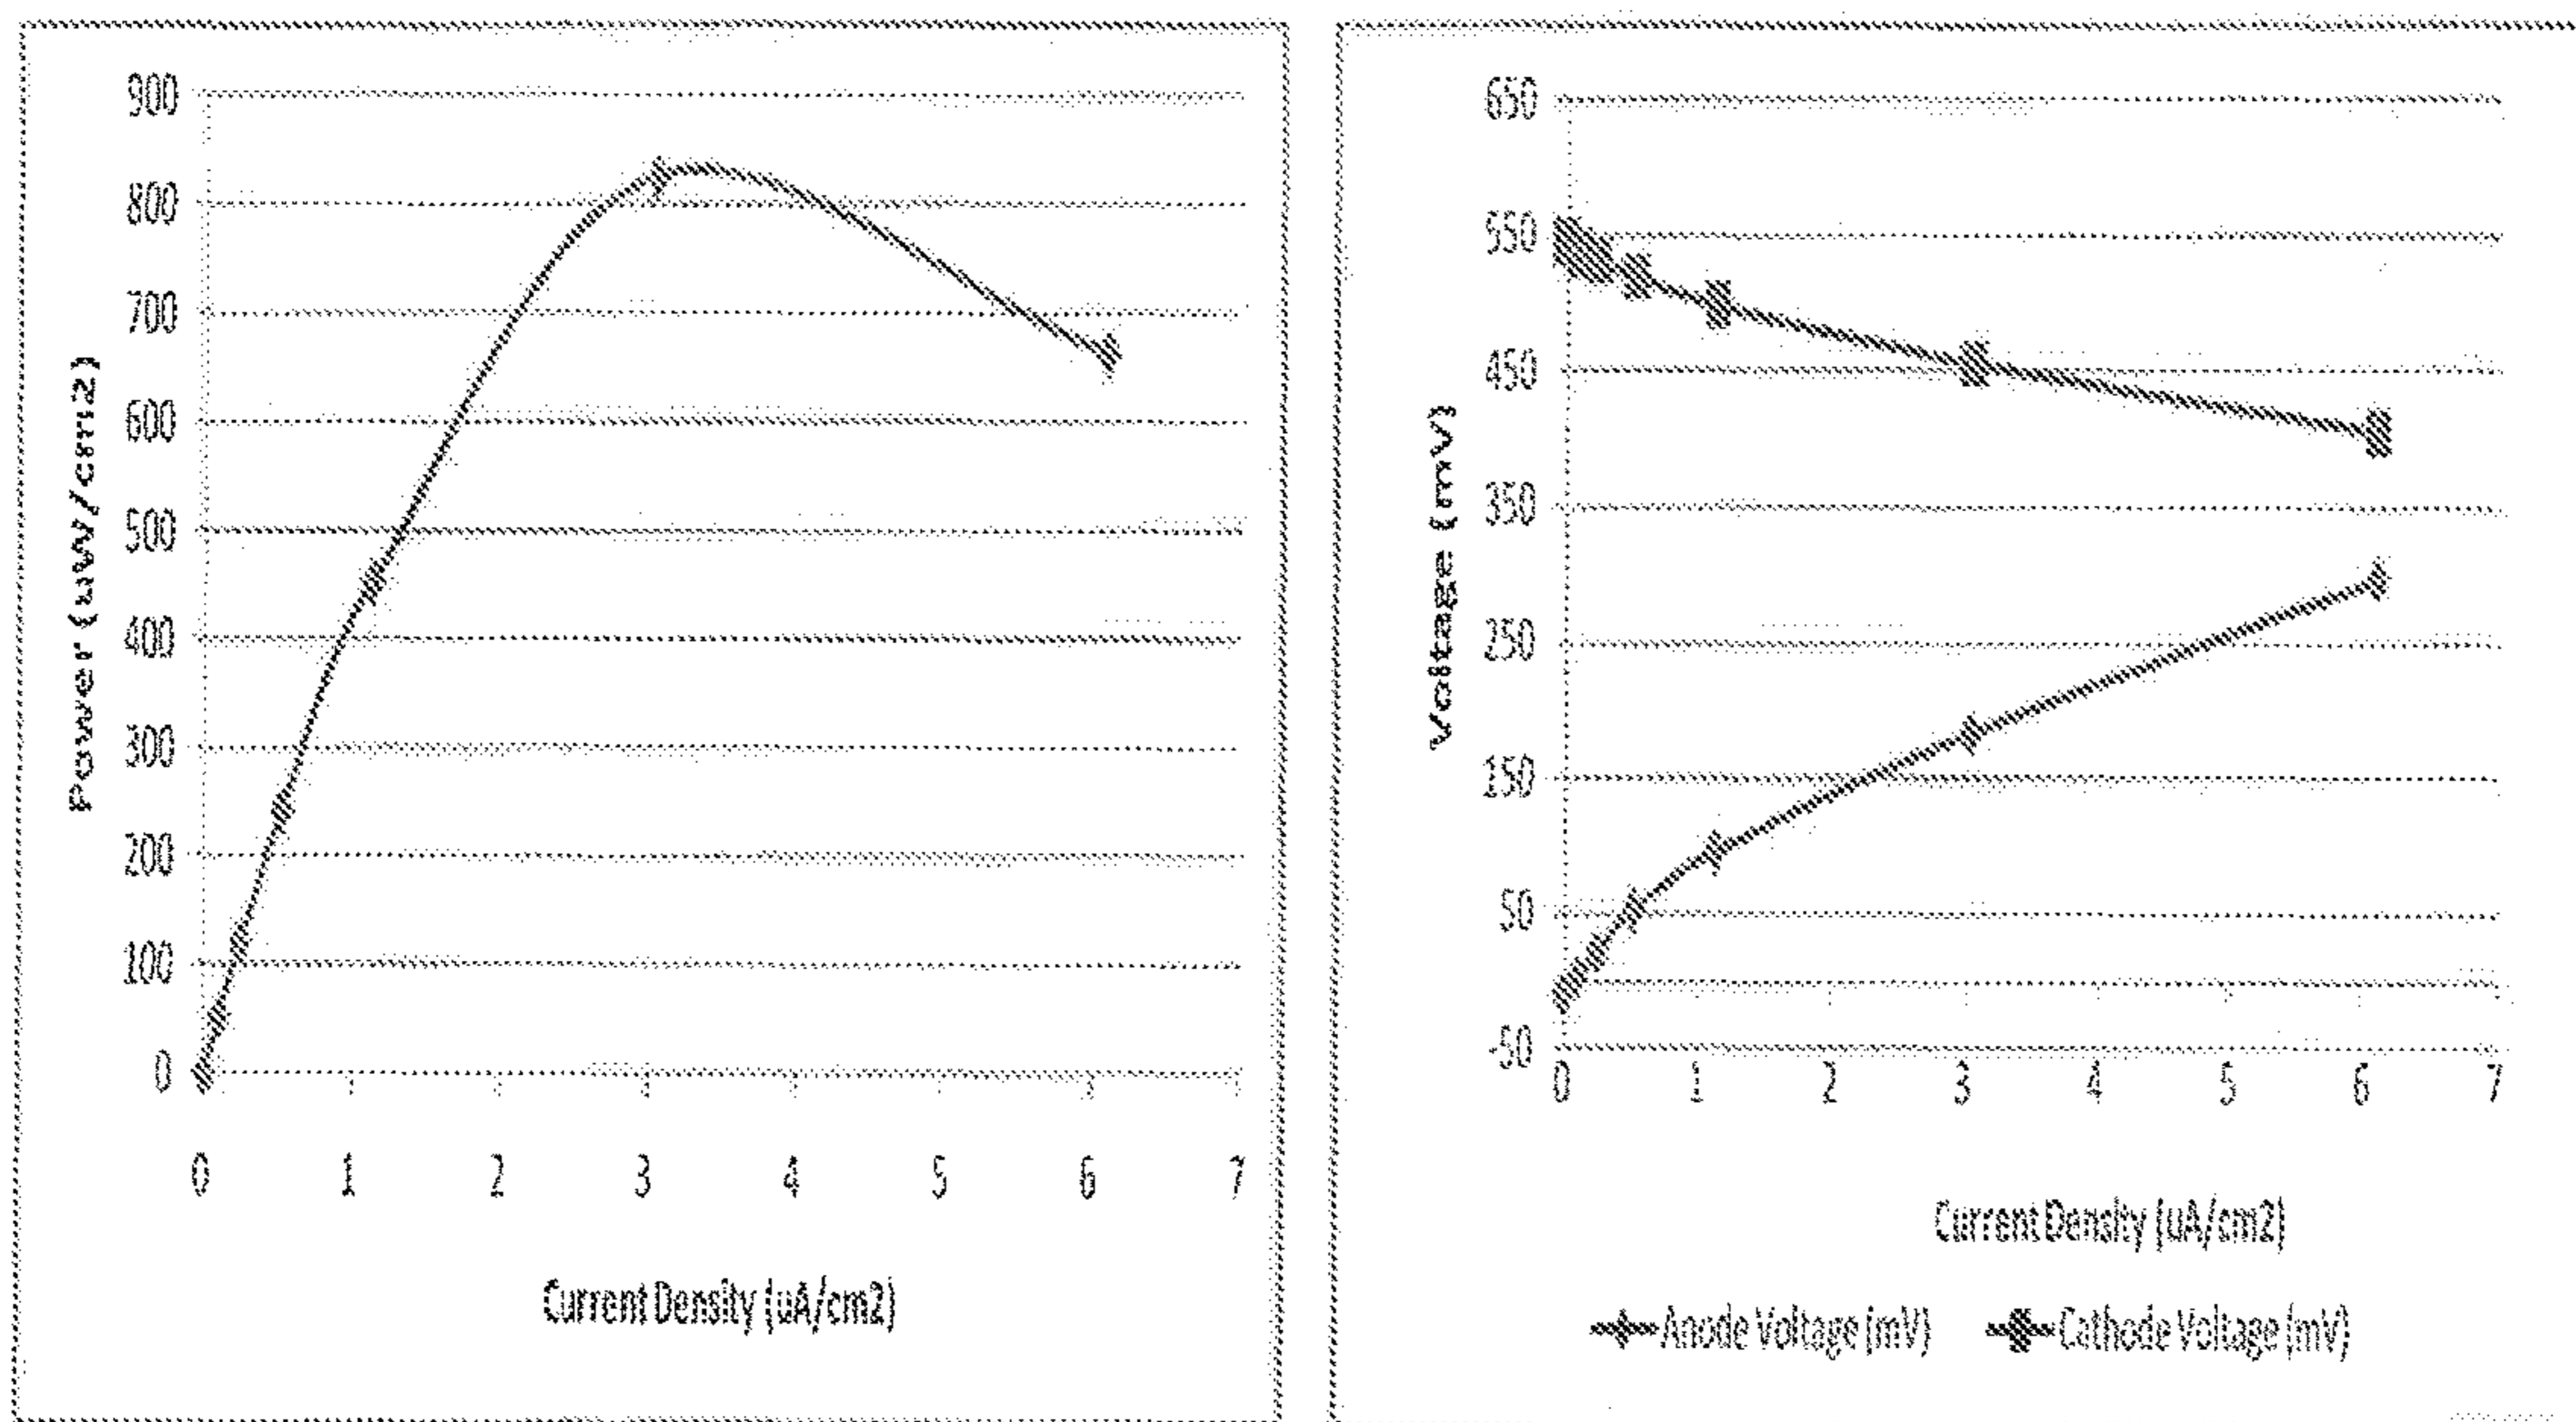 Power (uW/cm2)
900
800
700
600
500
400
300
200
100
0
0 1 2 3 4 5 6 7
Current Density (uA/cm2)
Voltage (mV)
650
550
450
350
250
150
50
-50
0 1 2 3 4 5 6 7
Current Density (uA/cm2)
Anode Voltage (mV) Cathode Voltage (mV)